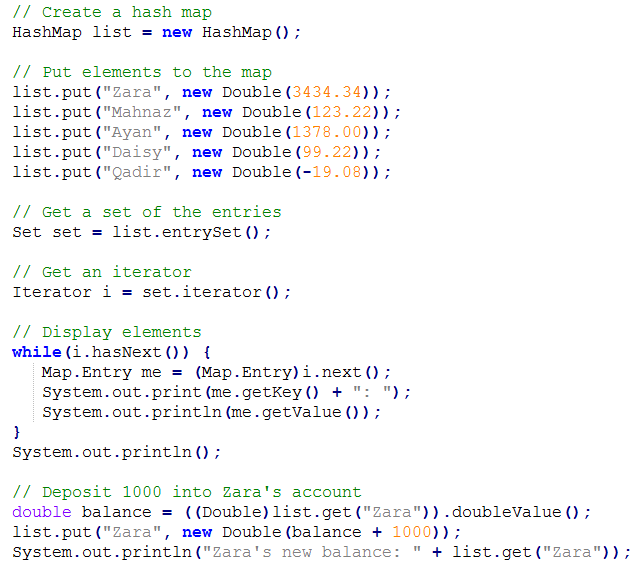 // Create a hash map
HashMap list = new HashMap();
// Put elements to the map
list.put("Zara", new Double(3434.34));
list.put("Mahnaz", new Double(123.22));
list.put("Ayan", new Double(1378.00));
list.put("Daisy", new Double(99.22));
list.put("Qadir", new Double(-19.08));
// Get a set of the entries
Set set = list.entrySet();
// Get an iterator
Iterator i = set.iterator();
// Display elements
while(i.hasNext()) {
   Map.Entry me = (Map.Entry)i.next();
   System.out.print(me.getKey() + ": ");
   System.out.println(me.getValue());
}
System.out.println();
// Deposit 1000 into Zara's account
double balance = ((Double)list.get("Zara")).doubleValue();
list.put("Zara", new Double(balance + 1000));
System.out.println("Zara's new balance: " + list.get("Zara"));